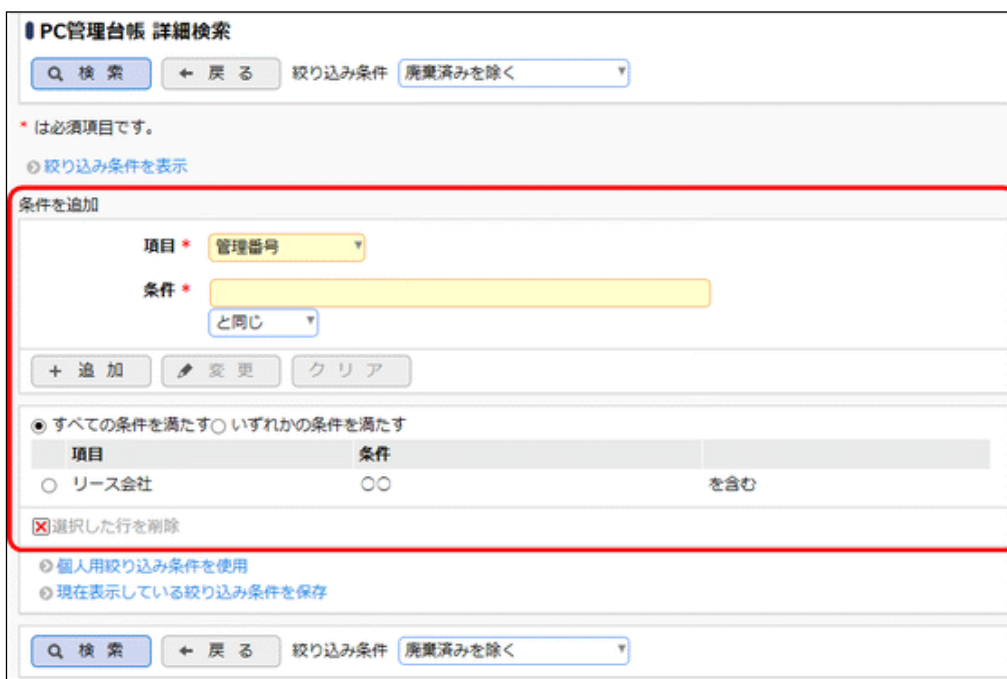 PC管理台帳 詳細検索
検索 戻る 絞り込み条件 廃棄済みを除く
* は必須項目です。
絞り込み条件を表示
条件を追加
項目 * 管理番号
条件 *
と同じ
+ 追加 変更 クリア
すべての条件を満たす いずれかの条件を満たす
項目 条件
リース会社 〇〇 を含む
選択した行を削除
個人用絞り込み条件を使用
現在表示している絞り込み条件を保存
検索 戻る 絞り込み条件 廃棄済みを除く